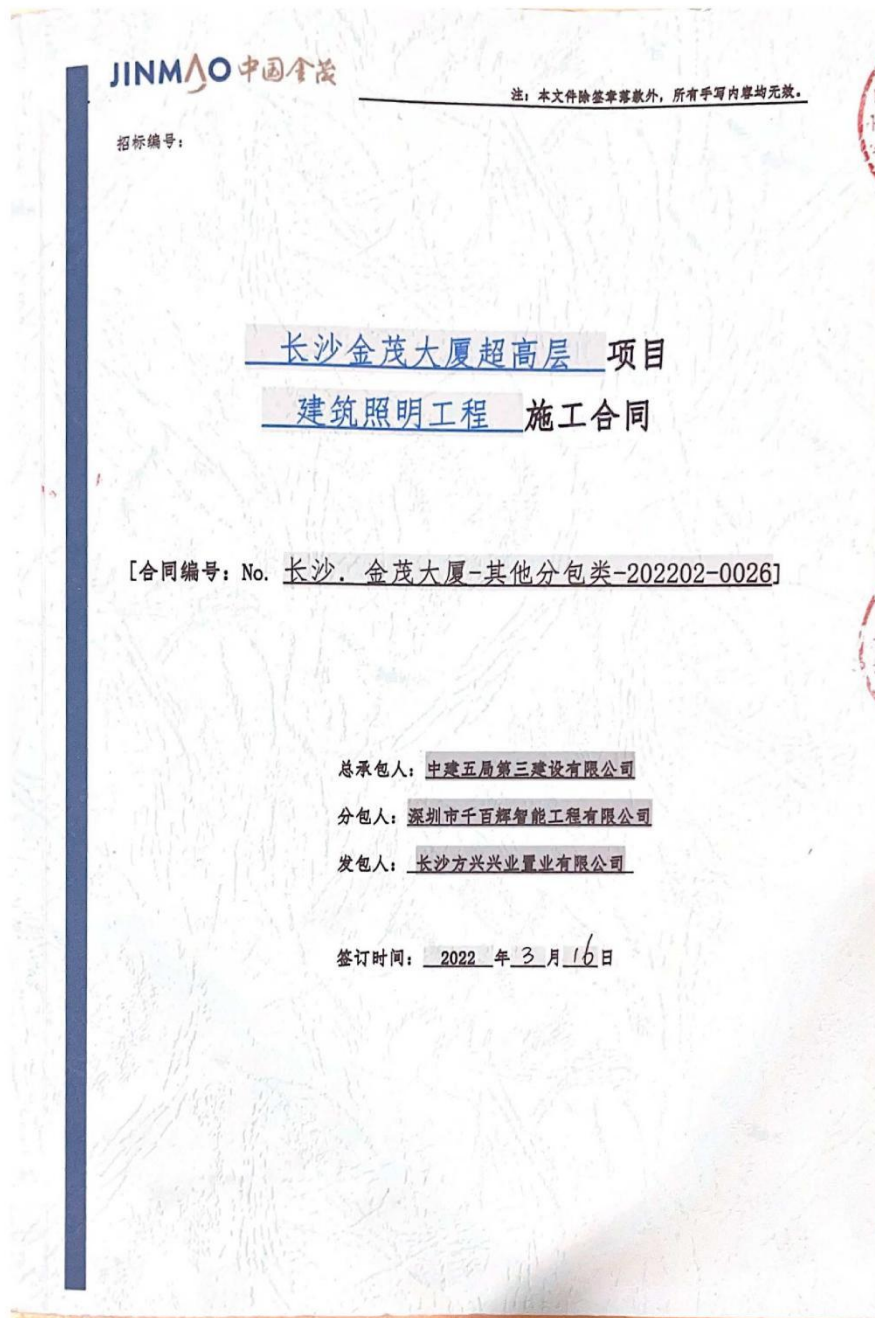 JINMAO中国金茂
注：本文件除签章落款外，所有手写内容均无效。
招标编号：
长沙金茂大厦超高层 项目
建筑照明工程 施工合同
[合同编号：No. 长沙．金茂大厦-其他分包类-202202-0026]
总承包人：中建五局第三建设有限公司
分包人：深圳市千百辉智能工程有限公司
发包人：长沙方兴兴业置业有限公司
签订时间： 2022 年 3 月 16 日